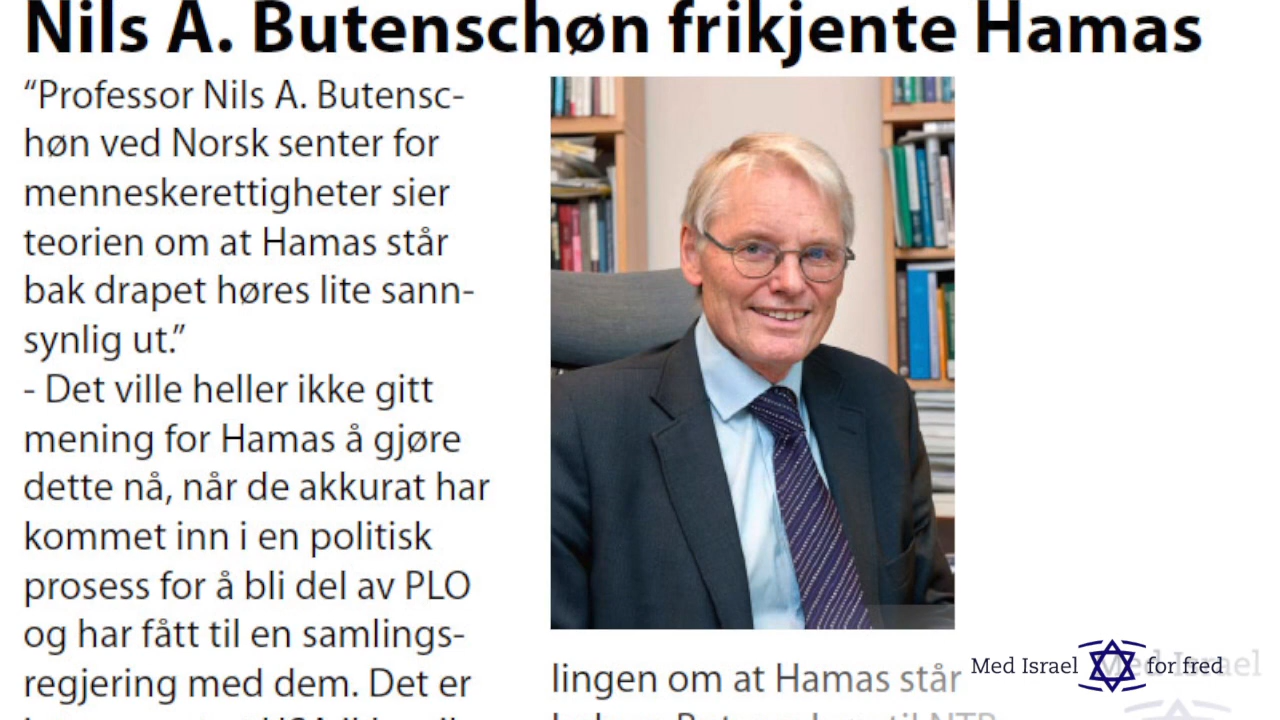 Nils A. Butenschøn frikjente Hamas
“Professor Nils A. Butensc-
høn ved Norsk senter for
menneskerettigheter sier
teorien om at Hamas står
bak drapet høres lite sann-
synlig ut.”
- Det ville heller ikke gitt
mening for Hamas å gjøre
dette nå, når de akkurat har
kommet inn i en politisk
prosess for å bli del av PLO
og har fått til en samlings-
regjering med dem. Det er
lingen om at Hamas står
Med Israel for fred
Med Israel